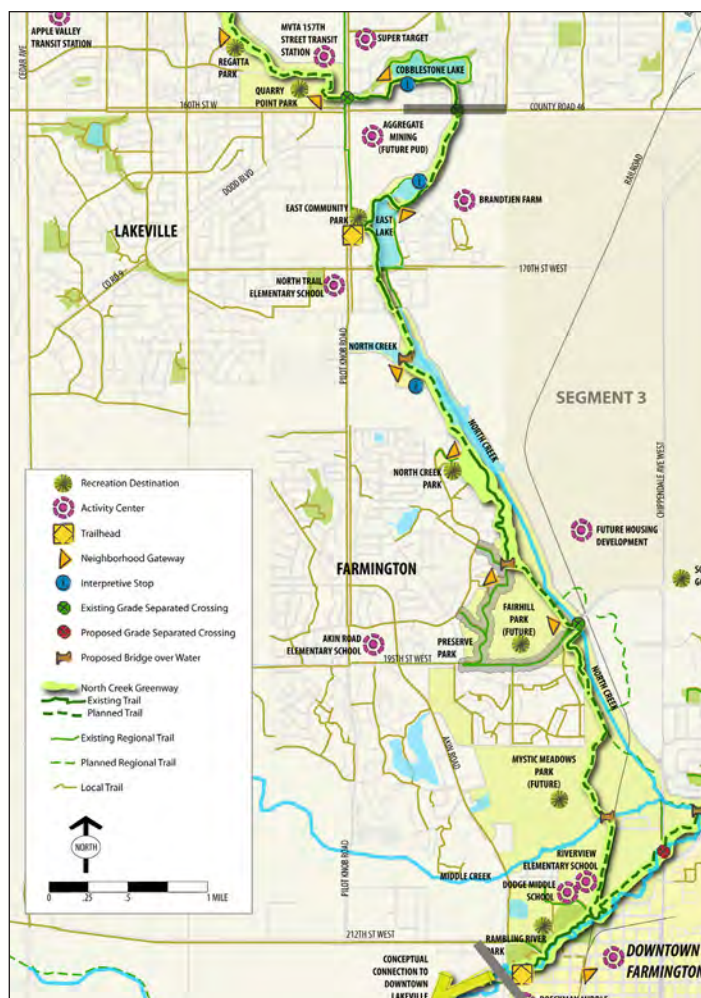 APPLE VALLEY
TRANSIT STATION
CEDAR AVE
MVTA 157TH
STREET TRANSIT
STATION
SUPER TARGET
REGATTA
PARK
COBBLESTONE LAKE
QUARRY
POINT PARK
160TH ST W
COUNTY ROAD 46
AGGREGATE
MINING
(FUTURE PUD)
RAILROAD
DODD BLVD
BRANDTJEN FARM
EAST COMMUNITY
PARK
EAST
LAKE
LAKEVILLE
CO RD 9
170TH ST WEST
NORTH TRAIL
ELEMENTARY SCHOOL
PILOT KNOB ROAD
NORTH CREEK
SEGMENT 3
NORTH CREEK
CHIPPENDALE AVE WEST
NORTH CREEK
PARK
Recreation Destination
Activity Center
Trailhead
Neighborhood Gateway
Interpretive Stop
Existing Grade Separated Crossing
Proposed Grade Separated Crossing
Proposed Bridge over Water
North Creek Greenway
Existing Trail
Planned Trail
Existing Regional Trail
Planned Regional Trail
Local Trail
NORTH
0 .25 .5 1 MILE
FUTURE HOUSING
DEVELOPMENT
FARMINGTON
FAIRHILL
PARK
(FUTURE)
AKIN ROAD
ELEMENTARY SCHOOL
PRESERVE
PARK
195TH ST WEST
NORTH CREEK
AKIN ROAD
MYSTIC MEADOWS
PARK
(FUTURE)
PILOT KNOB ROAD
MIDDLE CREEK
RIVERVIEW
ELEMENTARY SCHOOL
DODGE MIDDLE
SCHOOL
212TH ST WEST
RAMBLING RIVER
PARK
CONCEPTUAL
CONNECTION TO
DOWNTOWN
LAKEVILLE
DOWNTOWN
FARMINGTON